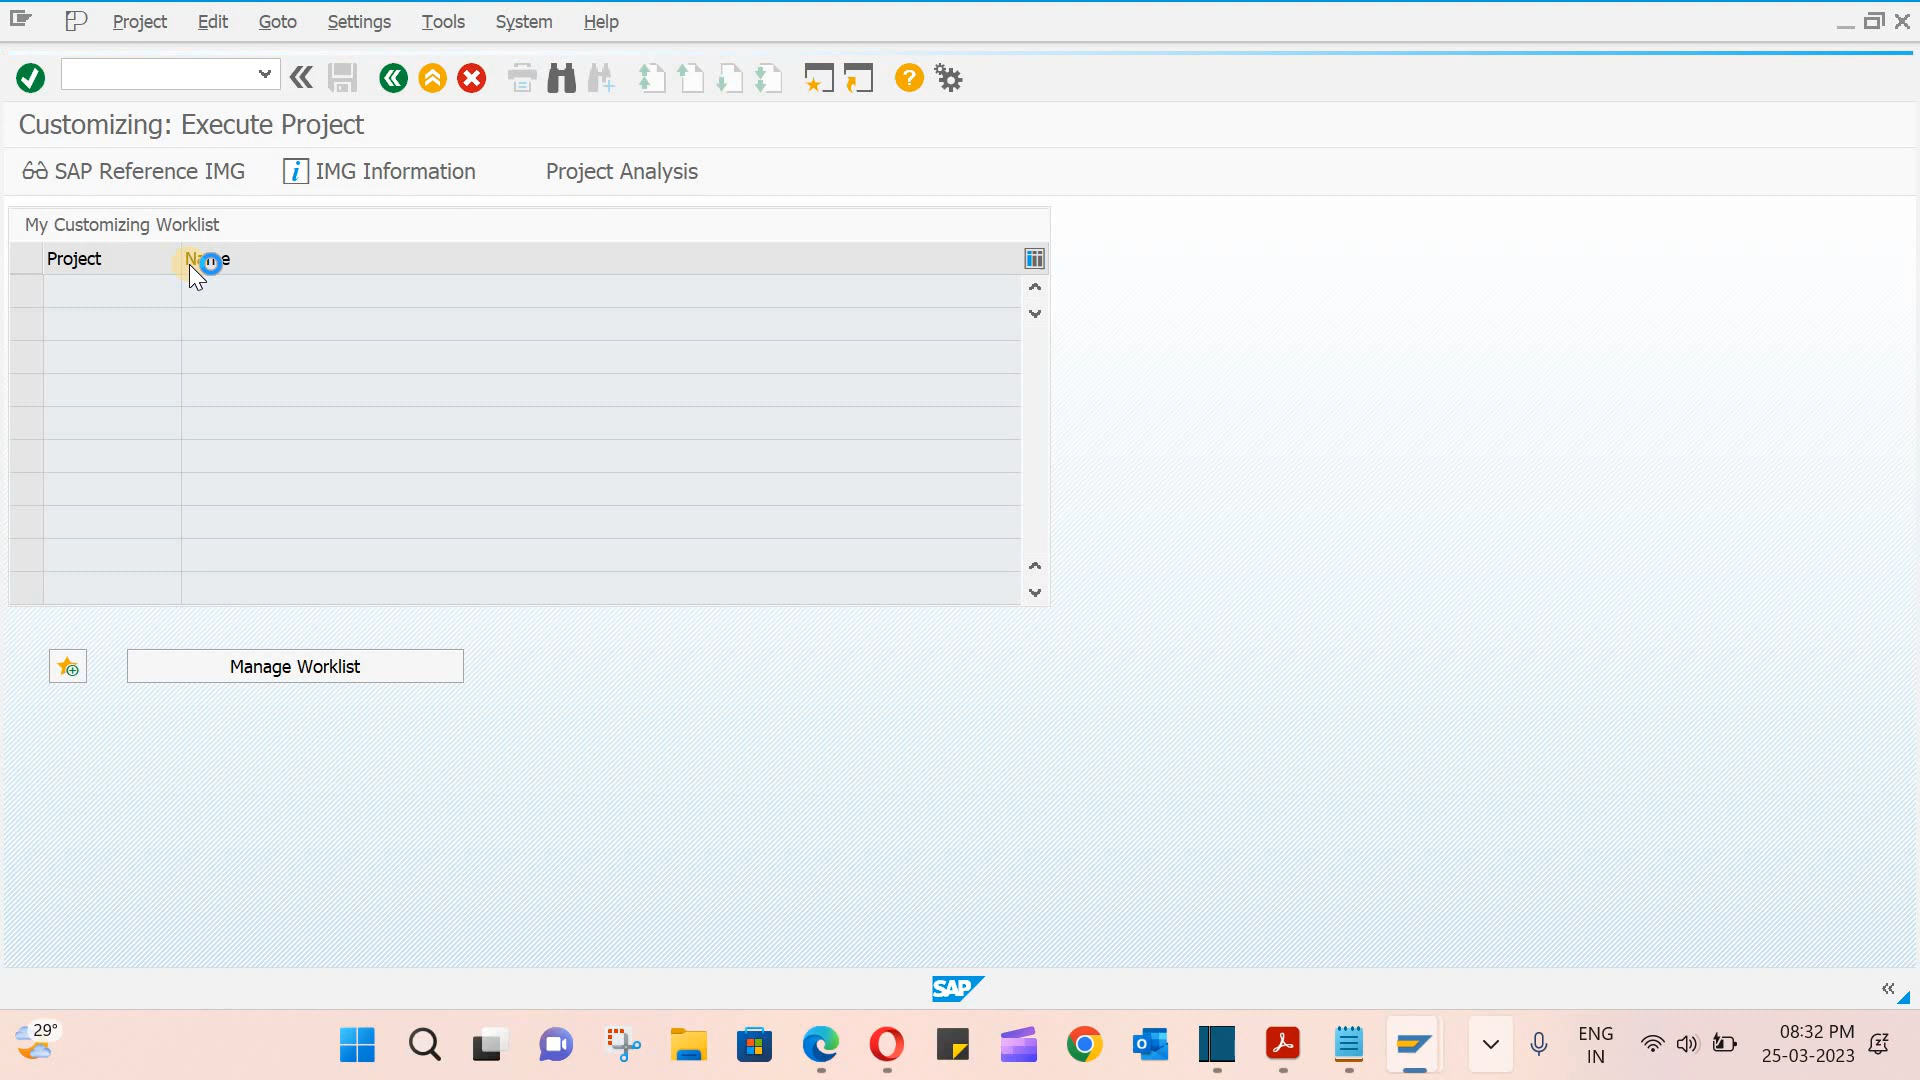 Project Edit Goto Settings Tools System Help
Customizing: Execute Project
SAP Reference IMG i IMG Information Project Analysis
My Customizing Worklist
Project Name
Manage Worklist
SAP
29°
ENG
IN
08:32 PM
25-03-2023